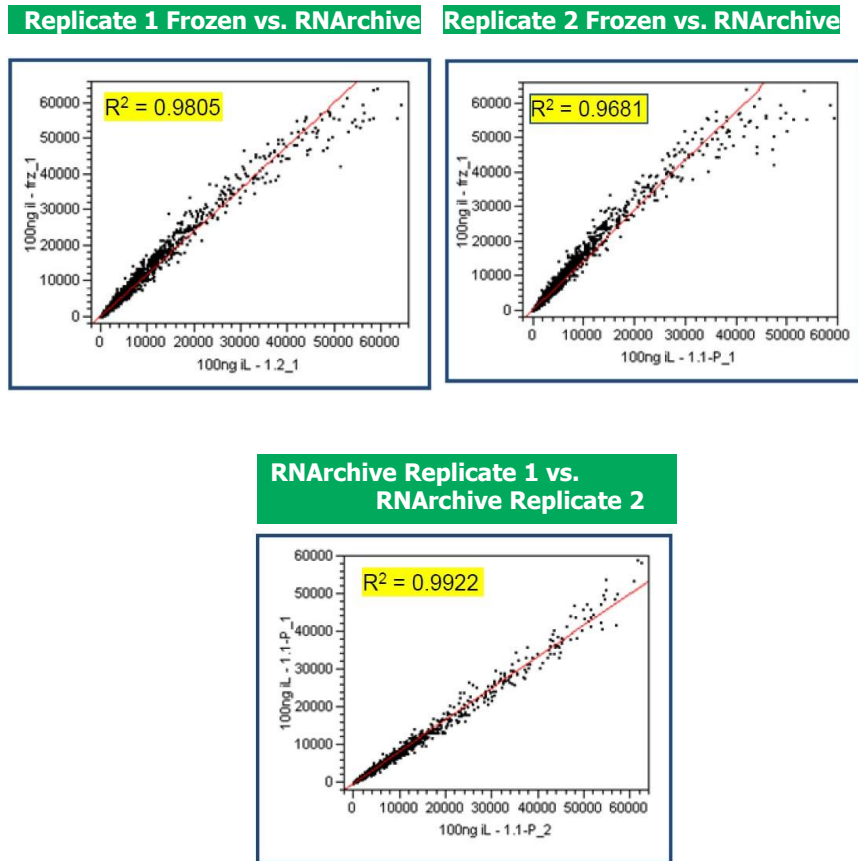 Replicate 1 Frozen vs. RNArchive
R² = 0.9805
60000
50000
40000
30000
20000
10000
0
100ng il - frz_1
0 10000 20000 30000 40000 50000 60000
100ng iL - 1.2_1
Replicate 2 Frozen vs. RNArchive
R² = 0.9681
60000
50000
40000
30000
20000
10000
0
100ng il - frz_1
0 10000 20000 30000 40000 50000 60000
100ng iL - 1.1-P_1
RNArchive Replicate 1 vs.
RNArchive Replicate 2
R² = 0.9922
60000
50000
40000
30000
20000
10000
0
100ng iL - 1.1-P_1
0 10000 20000 30000 40000 50000 60000
100ng iL - 1.1-P_2